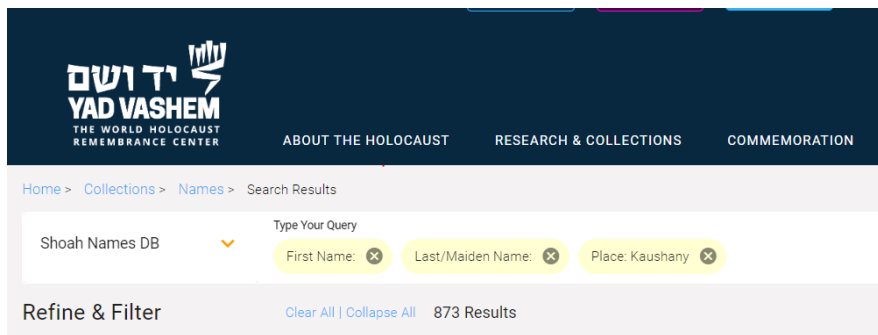 יד ושם
YAD VASHEM
THE WORLD HOLOCAUST
REMEMBRANCE CENTER
ABOUT THE HOLOCAUST
RESEARCH & COLLECTIONS
COMMEMORATION
Home > Collections > Names > Search Results
Shoah Names DB
Type Your Query
First Name:
Last/Maiden Name:
Place: Kaushany
Refine & Filter
Clear All | Collapse All
873 Results